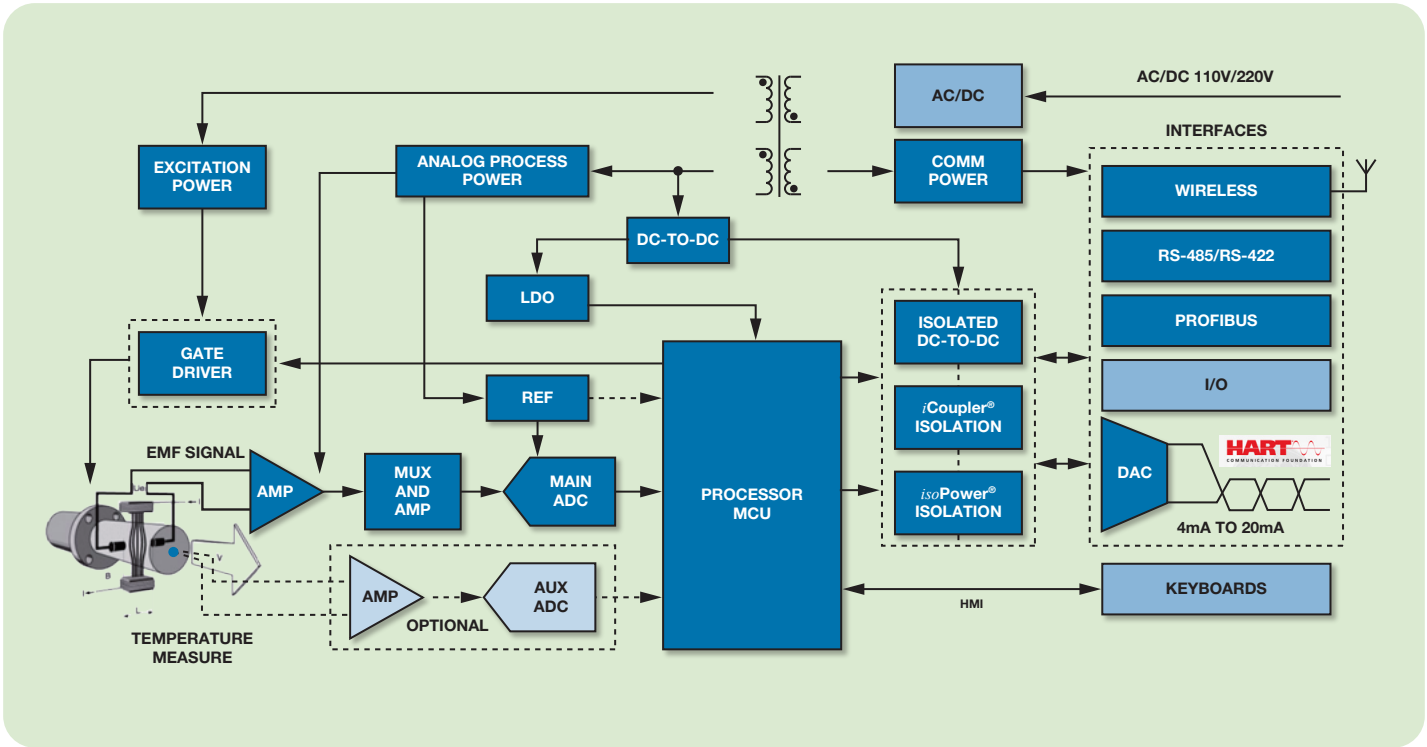 AC/DC 110V/220V
AC/DC
INTERFACES
EXCITATION
POWER
ANALOG PROCESS
POWER
COMM
POWER
WIRELESS
DC-TO-DC
RS-485/RS-422
LDO
PROFIBUS
ISOLATED
DC-TO-DC
GATE
DRIVER
I/O
REF
iCoupler®
ISOLATION
EMF SIGNAL
HART
COMMUNICATION FOUNDATION
AMP
MUX
AND
AMP
MAIN
ADC
PROCESSOR
MCU
isoPower®
ISOLATION
DAC
4mA TO 20mA
I
V
B
I
L
AMP
OPTIONAL
AUX
ADC
HMI
KEYBOARDS
TEMPERATURE
MEASURE